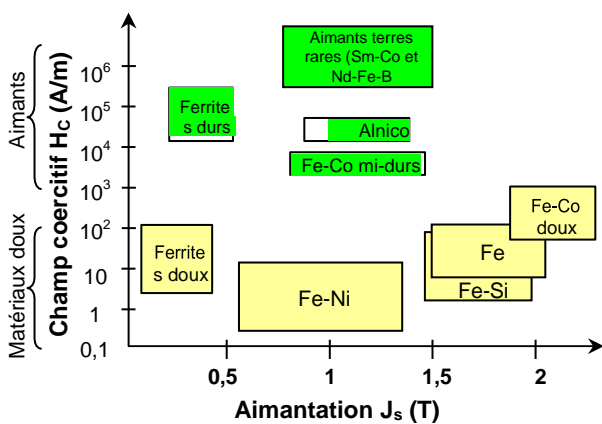 Aimants
Matériaux doux
Champ coercitif Hc (A/m)
10⁶
10⁵
10⁴
10³
10²
10
1
0,1
Aimants terres
rares (Sm-Co et
Nd-Fe-B
Ferrite
s durs
Alnico
Fe-Co mi-durs
Fe-Co
doux
Ferrite
s doux
Fe
Fe-Ni
Fe-Si
0,5
1
1,5
2
Aimantation Js (T)